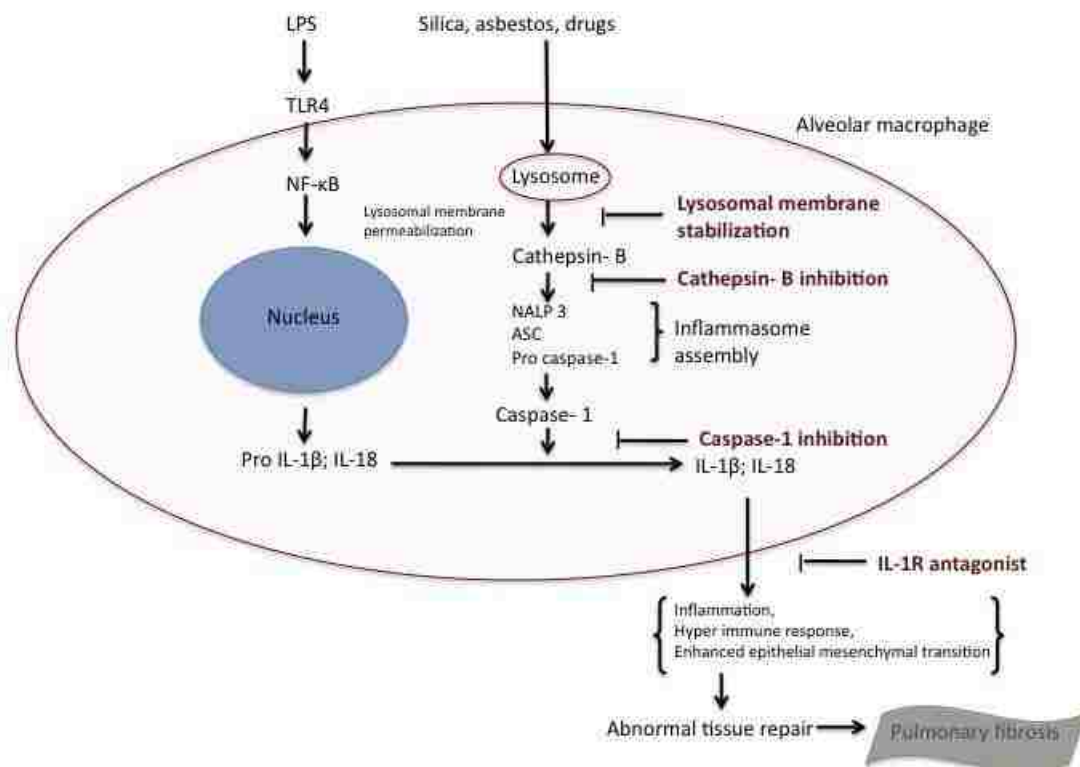 LPS
Silica, asbestos, drugs
TLR4
Alveolar macrophage
NF-κB
Lysosome
Lysosomal membrane
permeabilization
Lysosomal membrane
stabilization
Cathepsin- B
Cathepsin- B inhibition
Nucleus
NALP 3
ASC
Pro caspase-1
Inflammasome
assembly
Caspase- 1
Caspase-1 inhibition
Pro IL-1β; IL-18
IL-1β; IL-18
IL-1R antagonist
Inflammation,
Hyper immune response,
Enhanced epithelial mesenchymal transition
Abnormal tissue repair
Pulmonary fibrosis